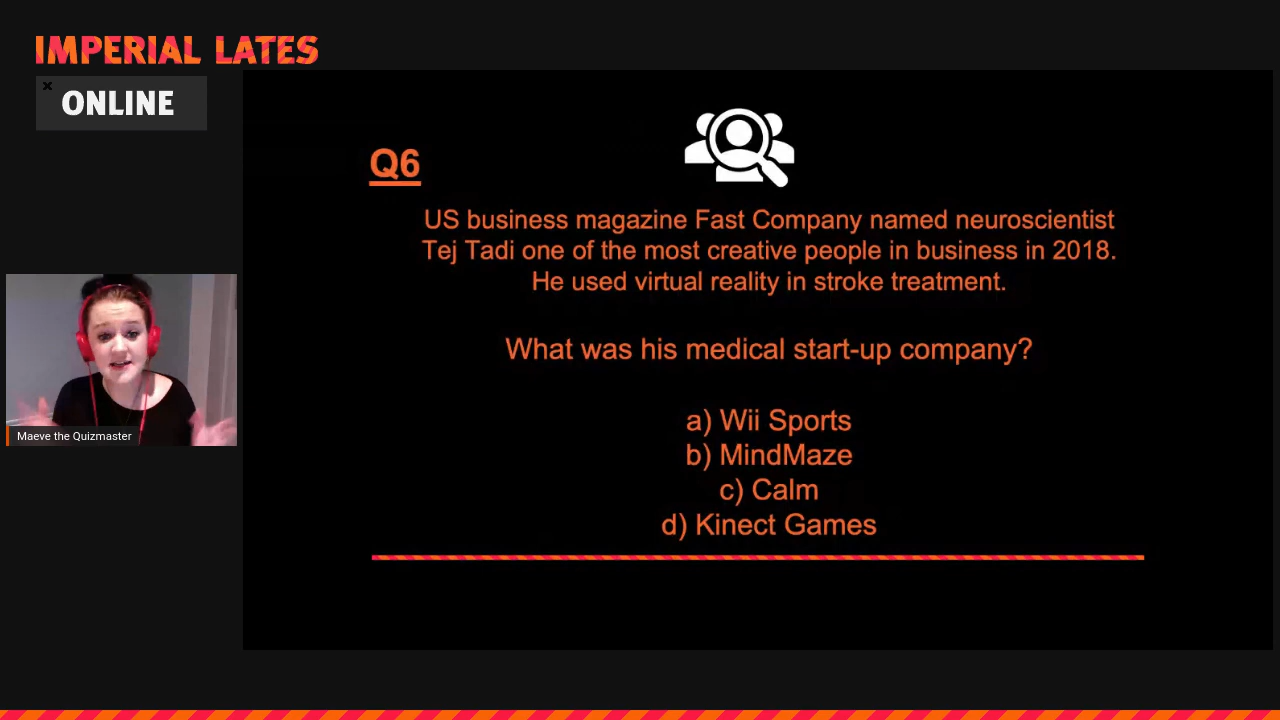 IMPERIAL LATES
ONLINE
Q6
US business magazine Fast Company named neuroscientist
Tej Tadi one of the most creative people in business in 2018.
He used virtual reality in stroke treatment.
What was his medical start-up company?
a) Wii Sports
b) MindMaze
c) Calm
d) Kinect Games
Maeve the Quizmaster